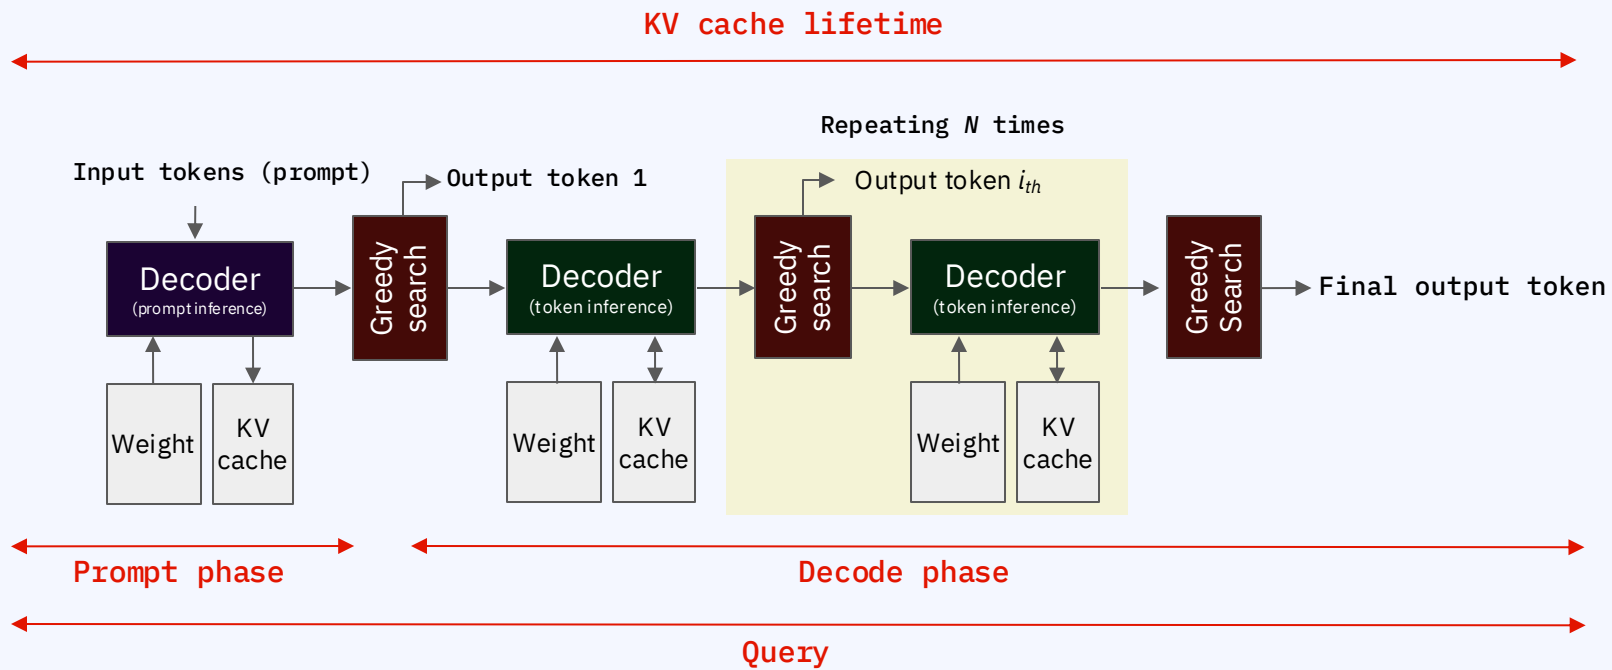 KV cache lifetime
Repeating N times
Input tokens (prompt)
Output token 1
Output token ith
Decoder
(prompt inference)
Greedy
search
Decoder
(token inference)
Greedy
search
Decoder
(token inference)
Greedy
Search
Final output token
Weight
KV
cache
Weight
KV
cache
Weight
KV
cache
Prompt phase
Decode phase
Query